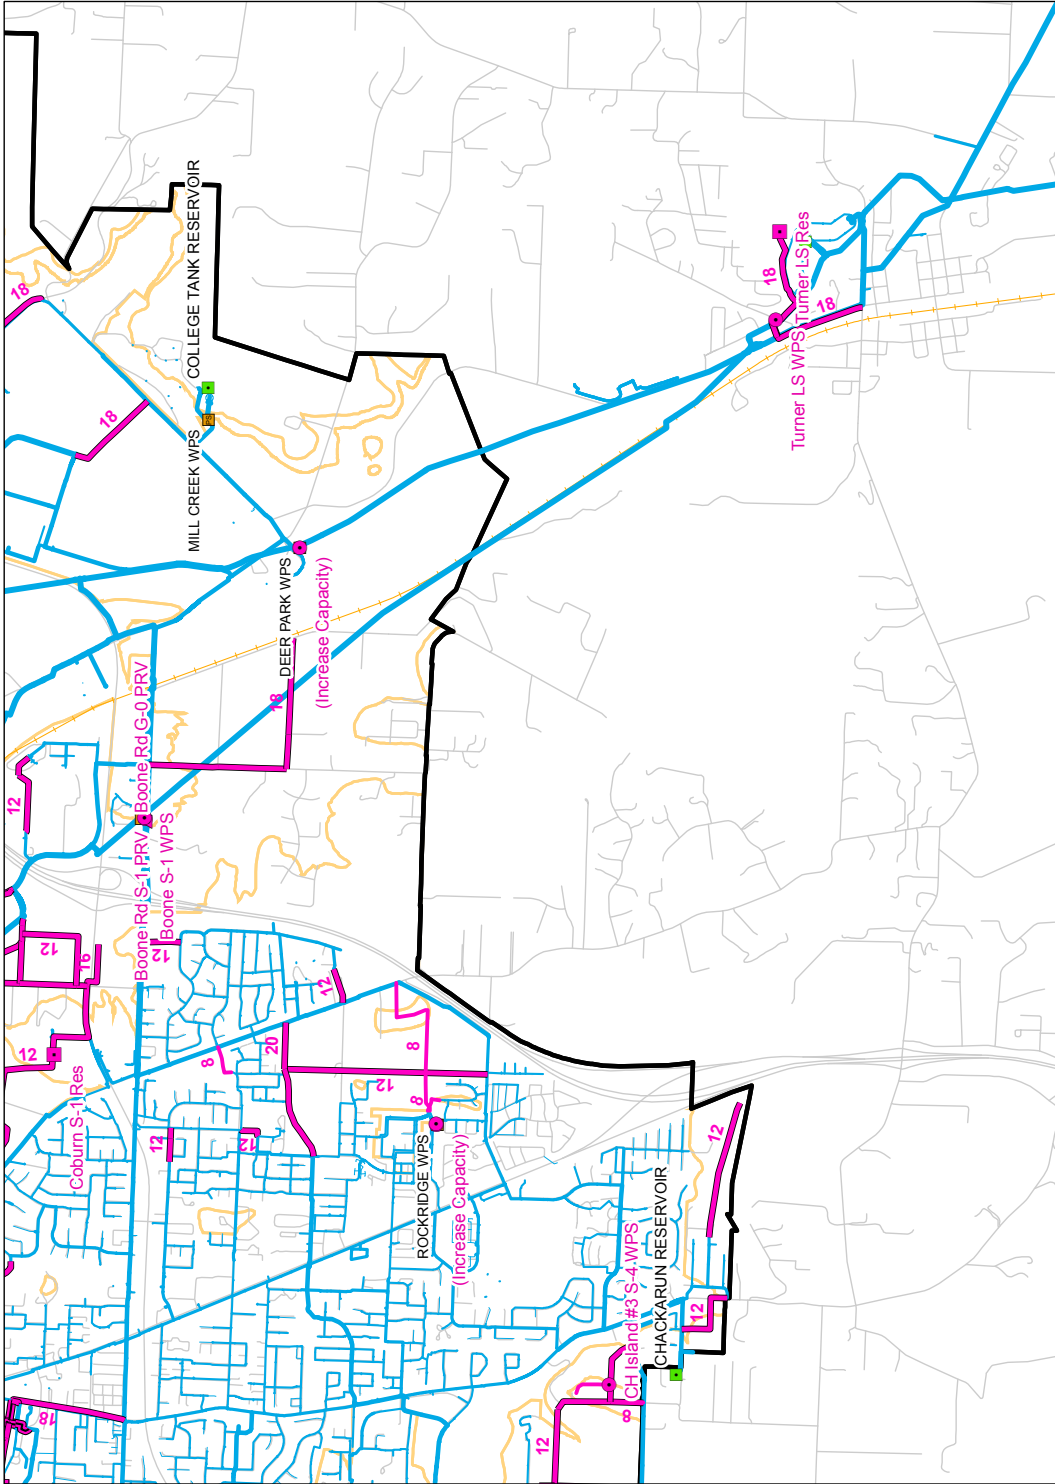 18
18
COLLEGE TANK RESERVOIR
MILL CREEK WPS
PS
Turner LS Res
18
18
Turner LS WPS
DEER PARK WPS
(Increase Capacity)
18
Boone Rd G-0 PRV
Boone Rd S-1 PRV
Boone S-1 WPS
12
12
16
12
12
12
Coburn S-1 Res
8
20
8
12
8
12
12
ROCKRIDGE WPS
(Increase Capacity)
12
CHACKARUN RESERVOIR
CH Island #3 S-4 WPS
12
18
8
12